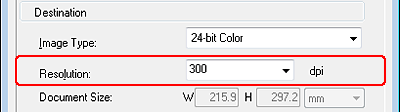 Destination
Image Type: 24-bit Color
Resolution: 300 dpi
Document Size: W 215.9 H 297.2 mm